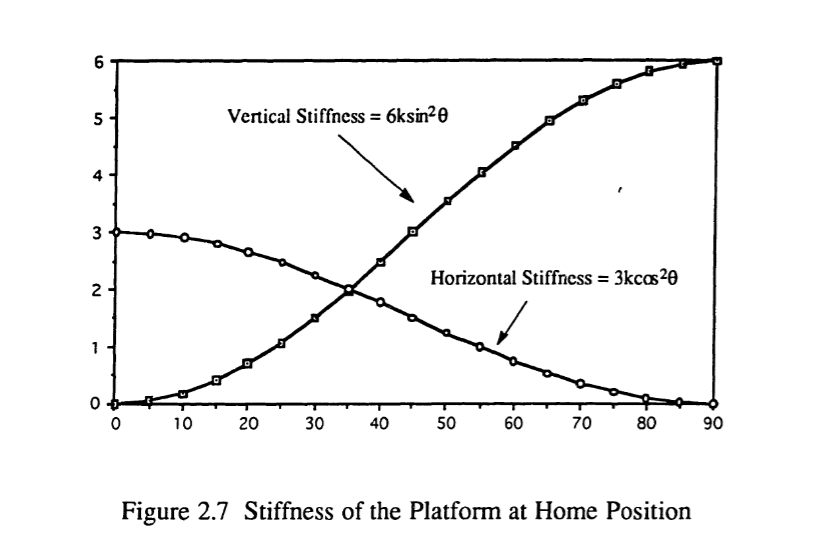 6
Vertical Stiffness = 6ksin²θ
5
4
3
Horizontal Stiffness = 3kcos²θ
2
1
0
0 10 20 30 40 50 60 70 80 90
Figure 2.7 Stiffness of the Platform at Home Position